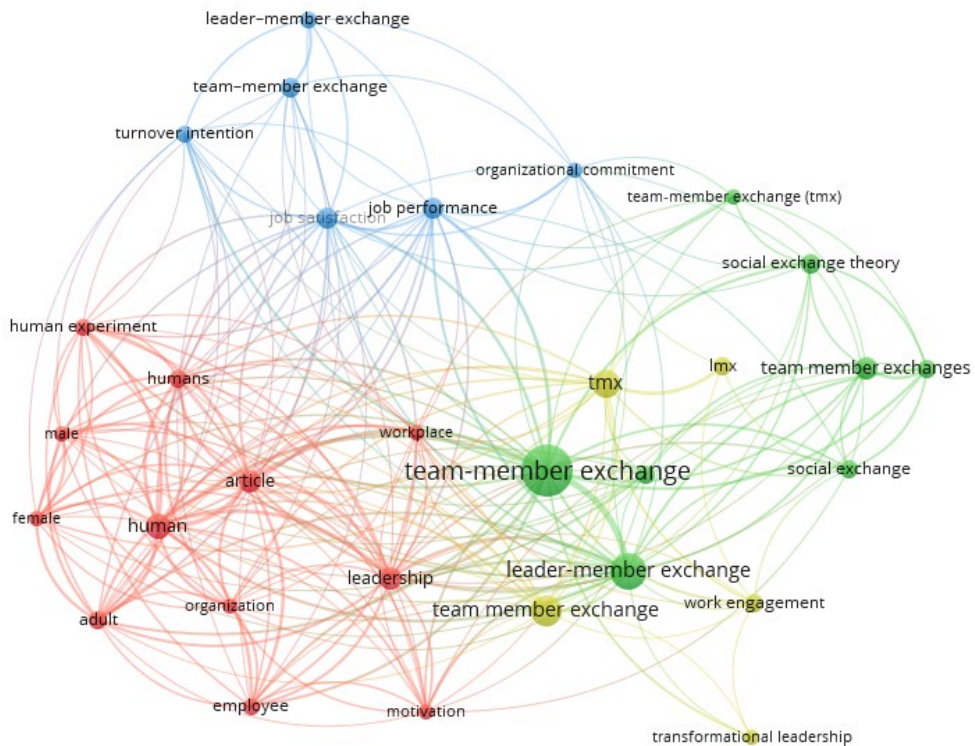 leader–member exchange
team–member exchange
turnover intention
organizational commitment
team-member exchange (tmx)
job satisfaction
job performance
social exchange theory
human experiment
humans
tmx
lmx
team member exchanges
male
workplace
team-member exchange
social exchange
article
female
human
leader-member exchange
leadership
team member exchange
work engagement
organization
adult
employee
motivation
transformational leadership